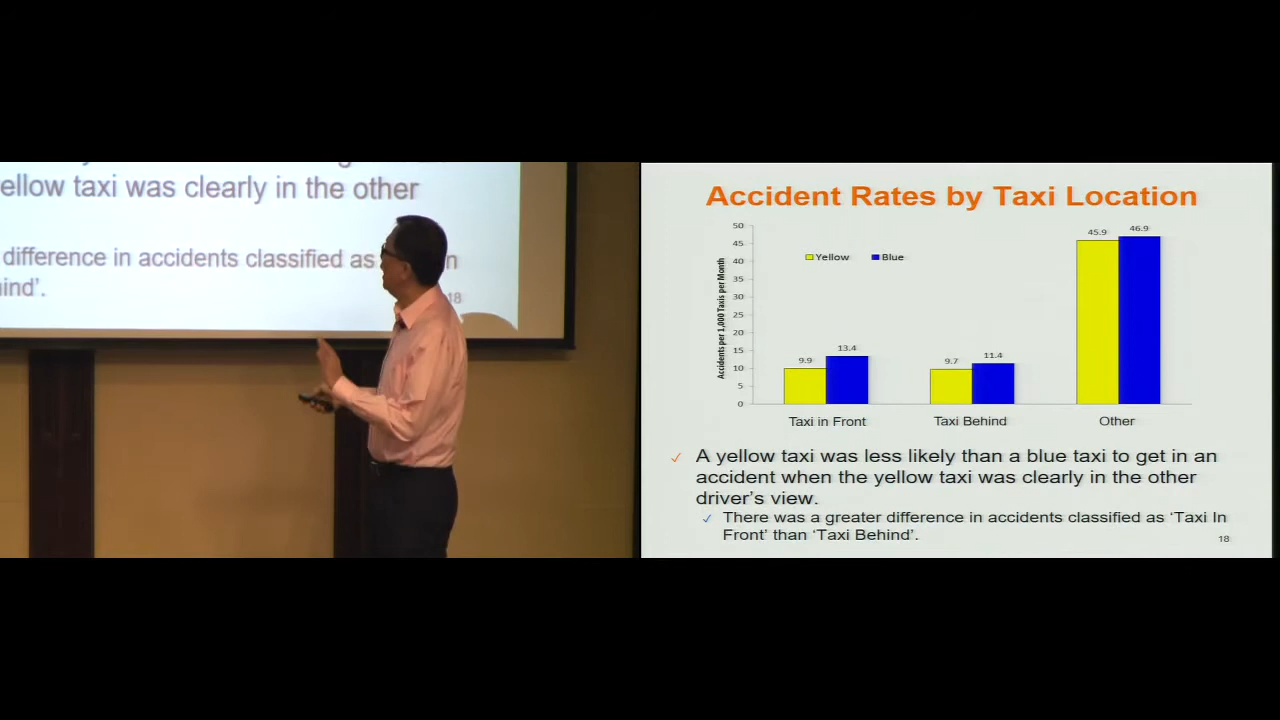 ellow taxi was clearly in the other
difference in accidents classified as
n
ind'.
18
Accident Rates by Taxi Location
Accidents per 1,000 Taxis per Month
50
45
40
35
30
25
20
15
10
5
0
Yellow Blue
9.9
13.4
9.7
11.4
45.9
46.9
Taxi in Front
Taxi Behind
Other
✓ A yellow taxi was less likely than a blue taxi to get in an
accident when the yellow taxi was clearly in the other
driver's view.
✓ There was a greater difference in accidents classified as 'Taxi In
Front' than 'Taxi Behind'.
18